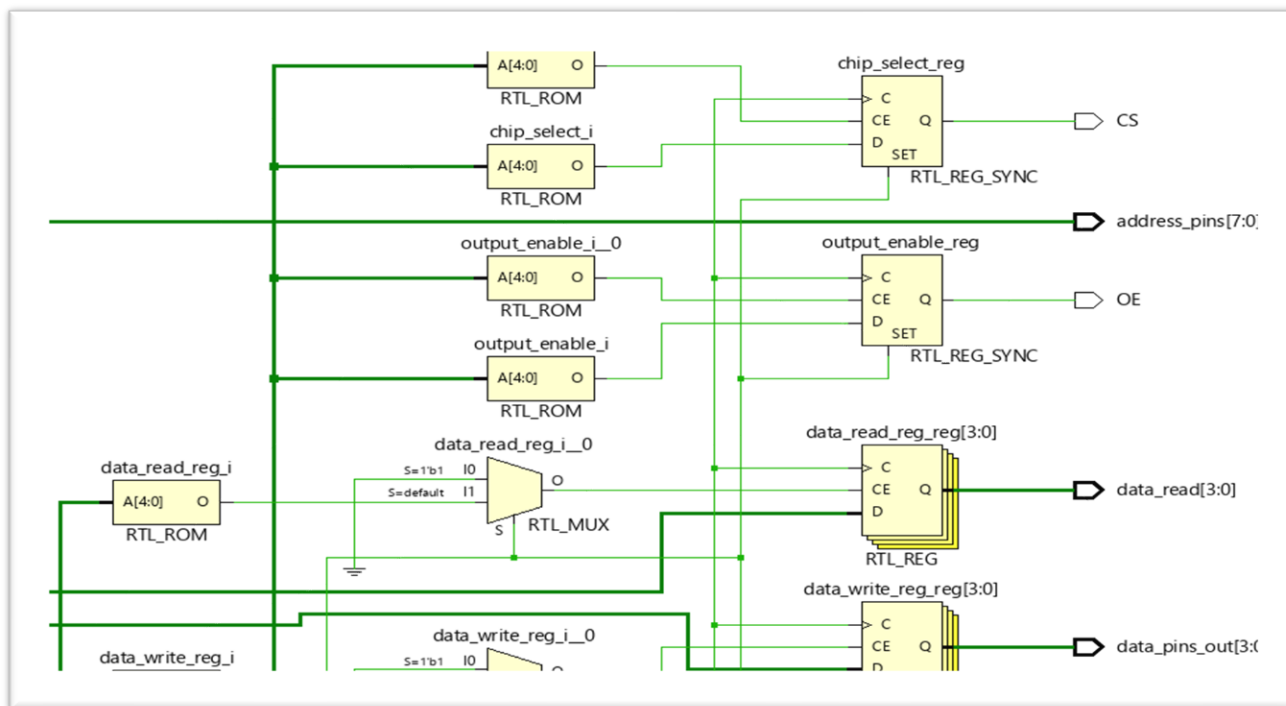 A[4:0] O
RTL_ROM
chip_select_reg
C
CE Q
D
SET
RTL_REG_SYNC
CS
chip_select_i
A[4:0] O
RTL_ROM
address_pins[7:0]
output_enable_i__0
A[4:0] O
RTL_ROM
output_enable_reg
C
CE Q
D
SET
RTL_REG_SYNC
OE
output_enable_i
A[4:0] O
RTL_ROM
data_read_reg_i
A[4:0] O
RTL_ROM
data_read_reg_i__0
S=1'b1 I0
S=default I1
O
S
RTL_MUX
data_read_reg_reg[3:0]
C
CE Q
D
RTL_REG
data_read[3:0]
data_write_reg_i
data_write_reg_i__0
S=1'b1 I0
O
data_write_reg_reg[3:0]
C
CE Q
D
data_pins_out[3:0